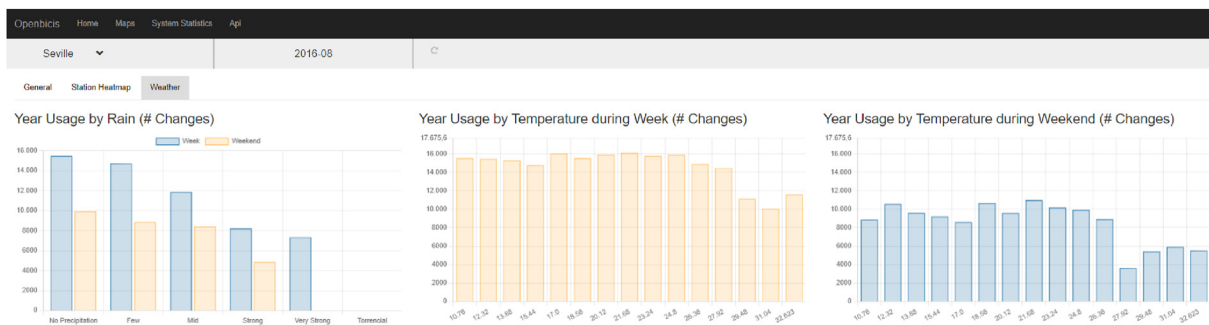 Openbicis Home Maps System Statistics Api
Seville 2016-08
General Station Heatmap Weather
Year Usage by Rain (# Changes)
Week Weekend
16.000
14.000
12.000
10.000
8000
6000
4000
2000
0
No Precipitation Few Mid Strong Very Strong Torrencial
Year Usage by Temperature during Week (# Changes)
17.675,6
16.000
14.000
12.000
10.000
8000
6000
4000
2000
0
10.76 12.32 13.88 15.44 17.0 18.56 20.12 21.68 23.24 24.8 26.36 27.92 29.48 31.04 32.623
Year Usage by Temperature during Weekend (# Changes)
17.675,6
16.000
14.000
12.000
10.000
8000
6000
4000
2000
0
10.76 12.32 13.88 15.44 17.0 18.56 20.12 21.68 23.24 24.8 26.36 27.92 29.48 31.04 32.623